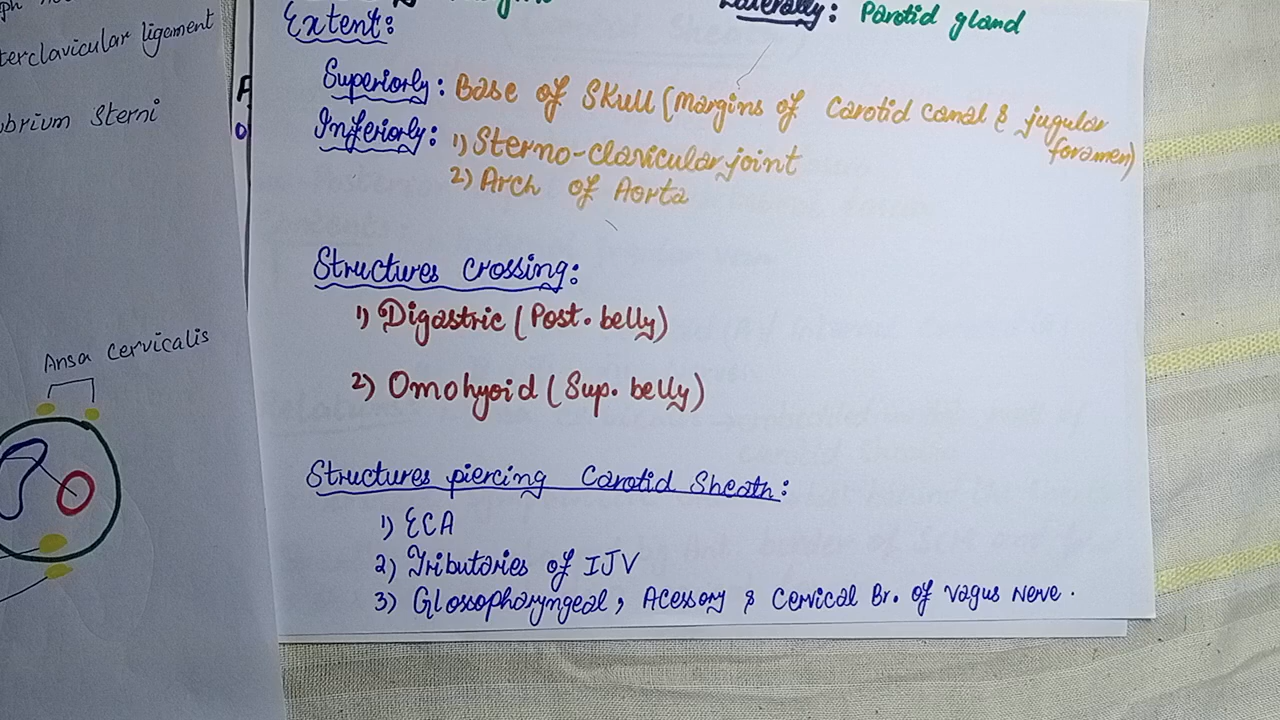 terclavicular ligament
brium Sterni
Ansa Cervicalis
Laterally: Parotid gland
Extent:
Superiorly: Base of Skull (Margins of Carotid Canal & jugular
foramen)
Inferiorly: 1) Sterno-clavicular joint
2) Arch of Aorta
Structures crossing:
1) Digastric (Post. belly)
2) Omohyoid (Sup. belly)
Structures piercing Carotid Sheath:
1) ECA
2) Tributaries of IJV
3) Glossopharyngeal, Acessory & Cervical Br. of Vagus Nerve.